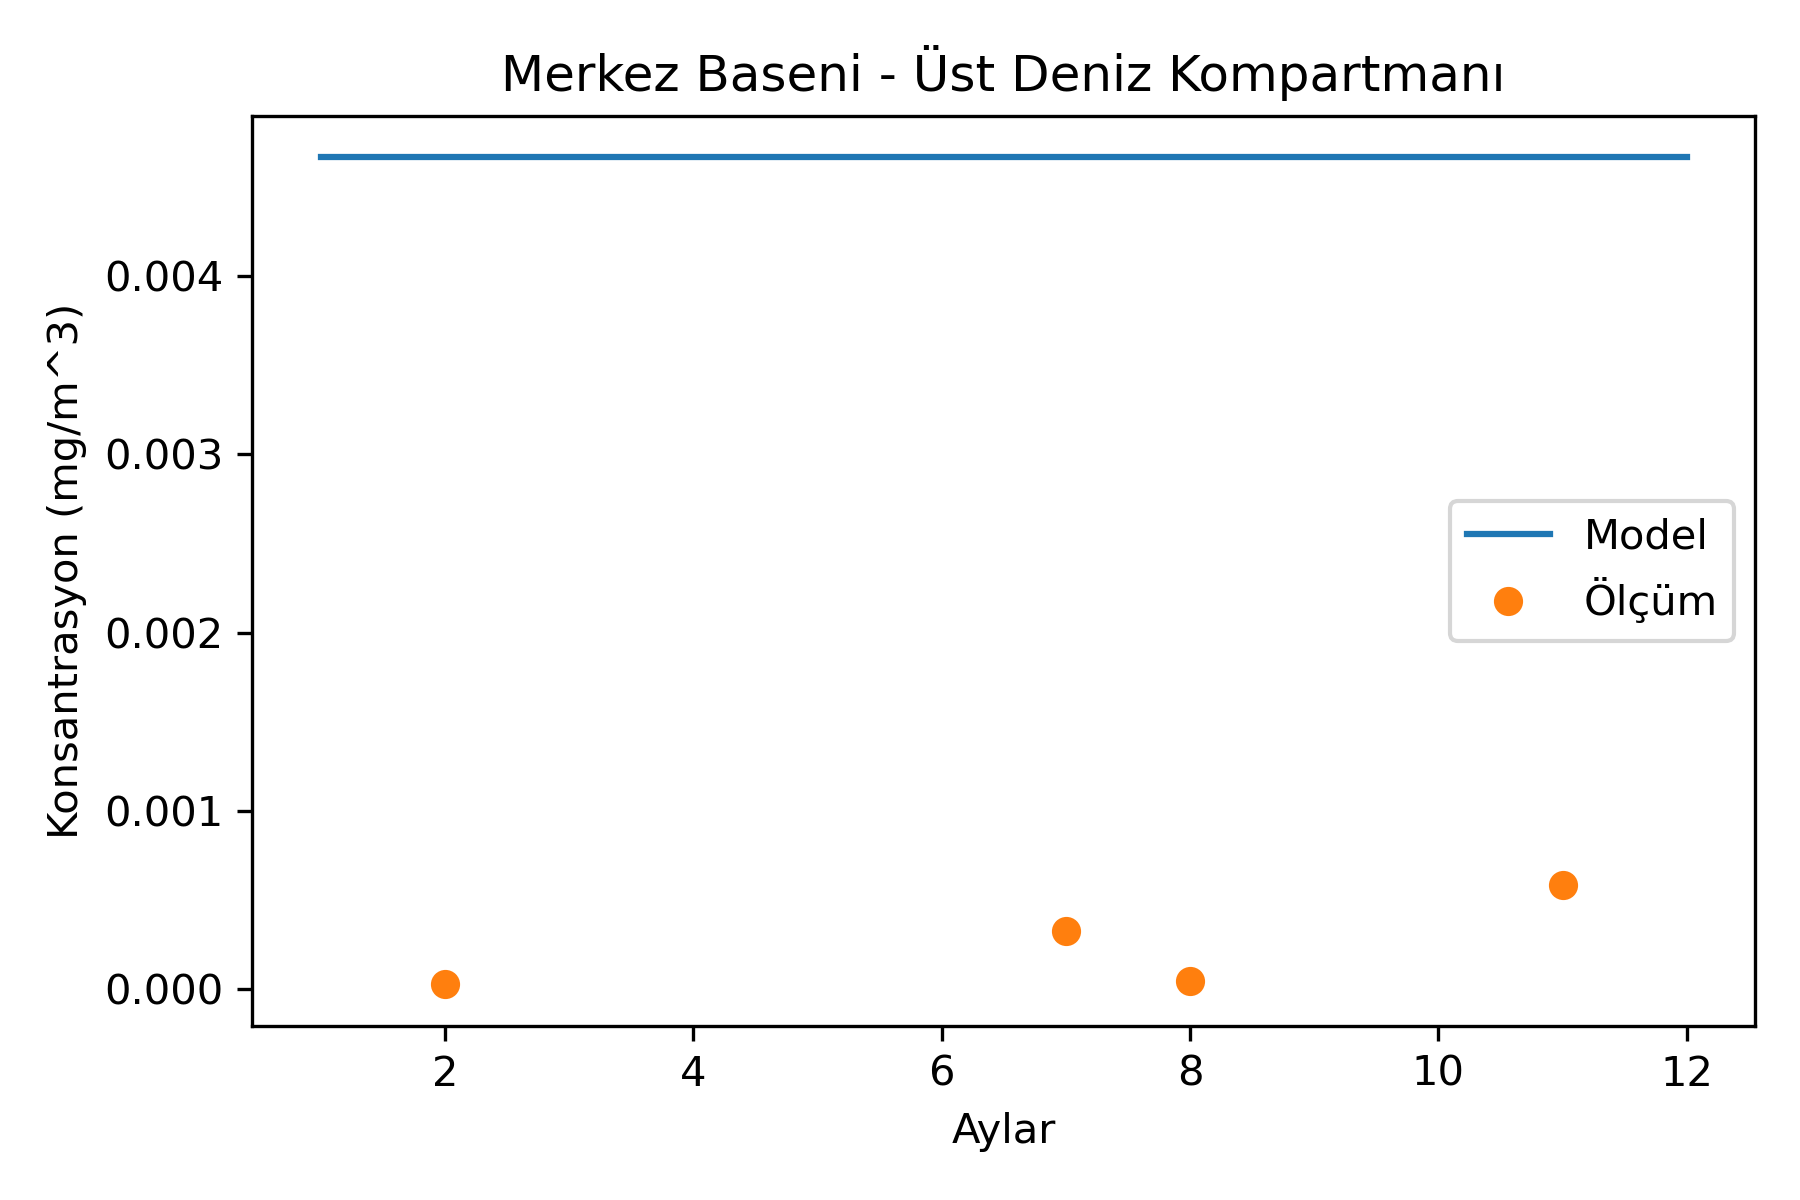 Merkez Baseni - Üst Deniz Kompartmanı
Konsantrasyon (mg/m^3)
0.004
0.003
0.002
0.001
0.000
Model
Ölçüm
2 4 6 8 10 12
Aylar